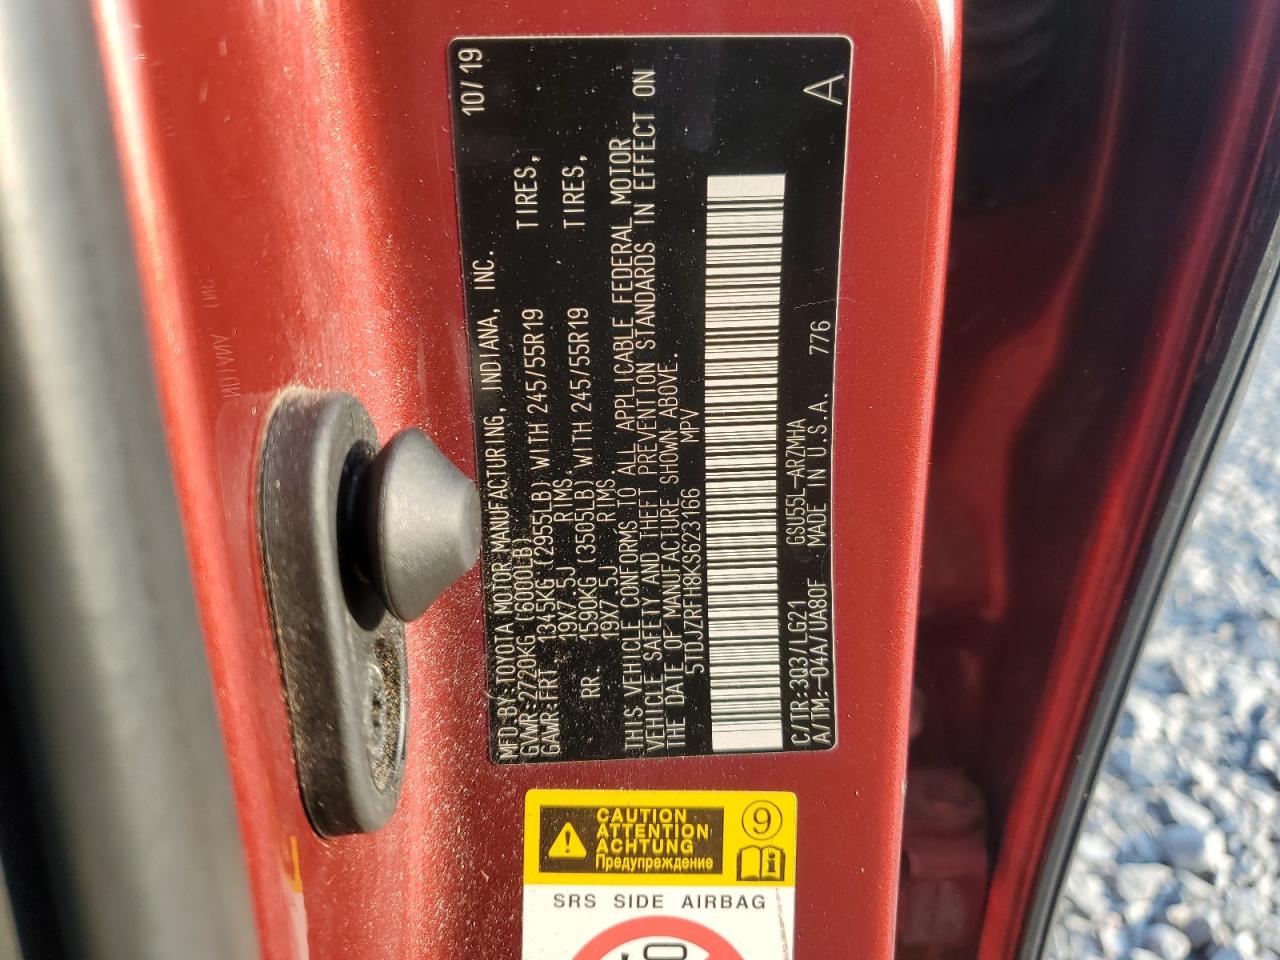 MFD.BY:TOYOTA MOTOR MANUFACTURING, INDIANA, INC. 10/19
GVWR:2720KG (6000LB)
GAWR:FRT. 1345KG (2955LB) WITH 245/55R19 TIRES,
19X7.5J RIMS,
RR. 1590KG (3505LB) WITH 245/55R19 TIRES,
19X7.5J RIMS
THIS VEHICLE CONFORMS TO ALL APPLICABLE FEDERAL MOTOR
VEHICLE SAFETY AND THEFT PREVENTION STANDARDS IN EFFECT ON
THE DATE OF MANUFACTURE SHOWN ABOVE.
5TDJZRFH8KS623166 MPV
C/TR:3Q3/LG21 GSU55L-ARZMHA
A/TM:-04A/UA80F MADE IN U.S.A. 776
A
CAUTION
ATTENTION
ACHTUNG
Предупреждение
9
SRS SIDE AIRBAG